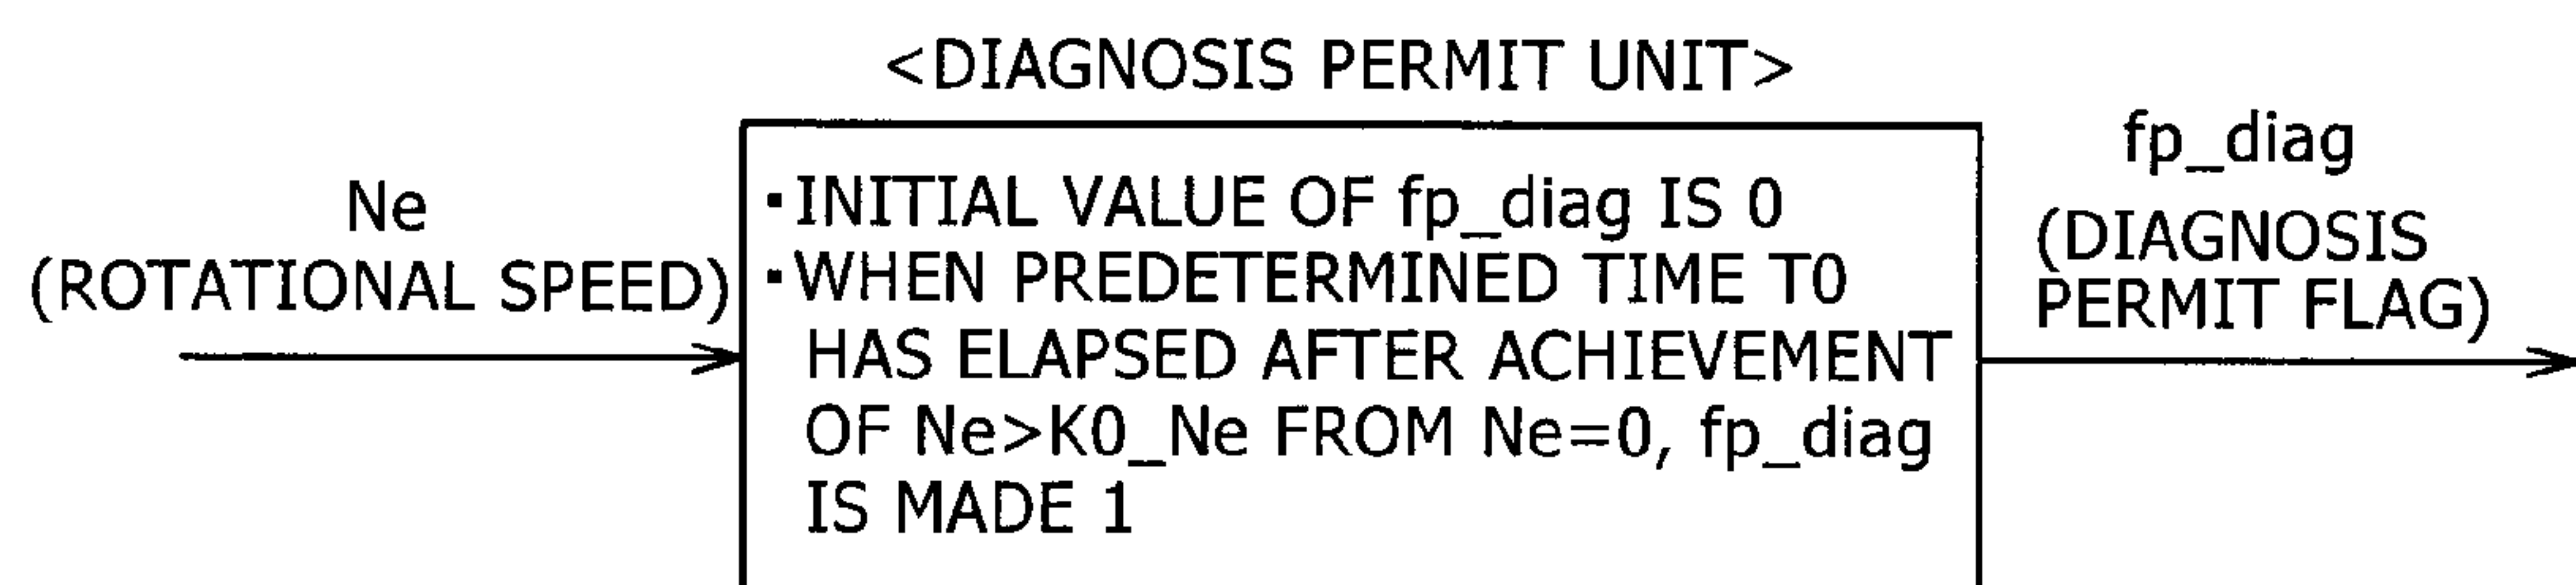 <DIAGNOSIS PERMIT UNIT>
Ne
(ROTATIONAL SPEED)
▪INITIAL VALUE OF fp_diag IS 0
▪WHEN PREDETERMINED TIME T0
HAS ELAPSED AFTER ACHIEVEMENT
OF Ne>K0_Ne FROM Ne=0, fp_diag
IS MADE 1
fp_diag
(DIAGNOSIS
PERMIT FLAG)